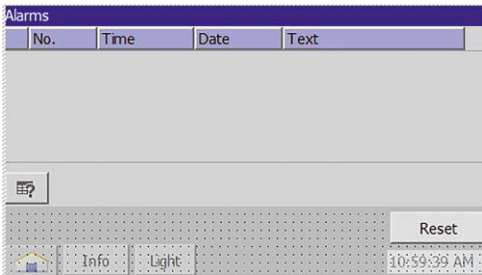 Alarms
No. Time Date Text
?
Reset
Info Light 10:59:39 AM